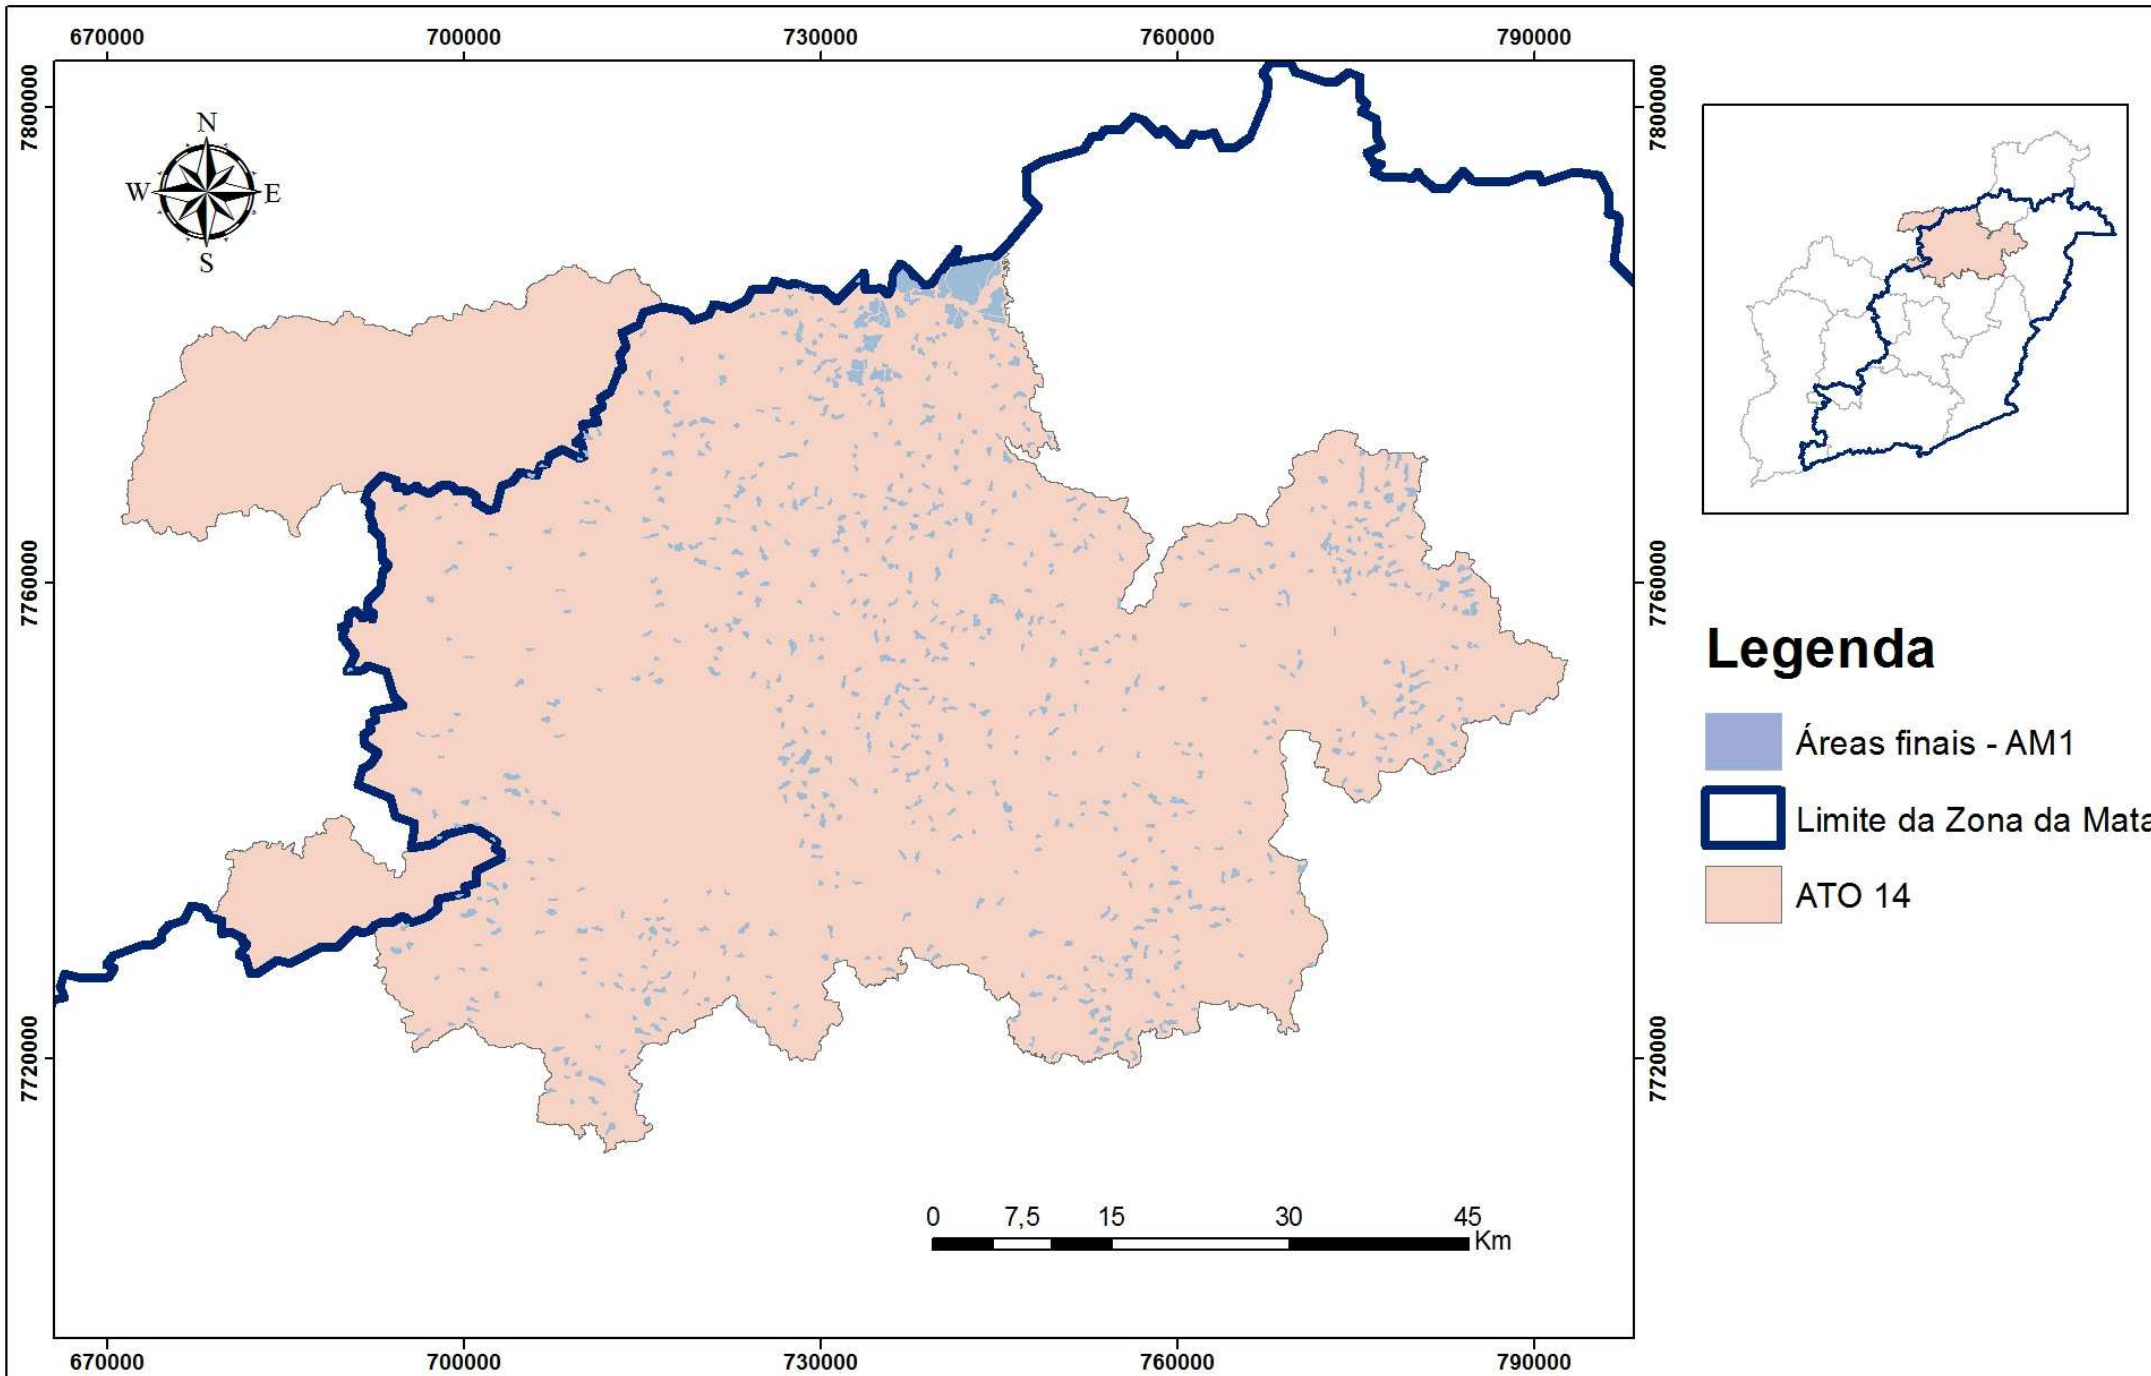 670000 700000 730000 760000 790000
7800000 7800000
N
W E
S
7760000 7760000
Legenda
Áreas finais - AM1
Limite da Zona da Mata
ATO 14
7720000 7720000
0 7,5 15 30 45
Km
670000 700000 730000 760000 790000